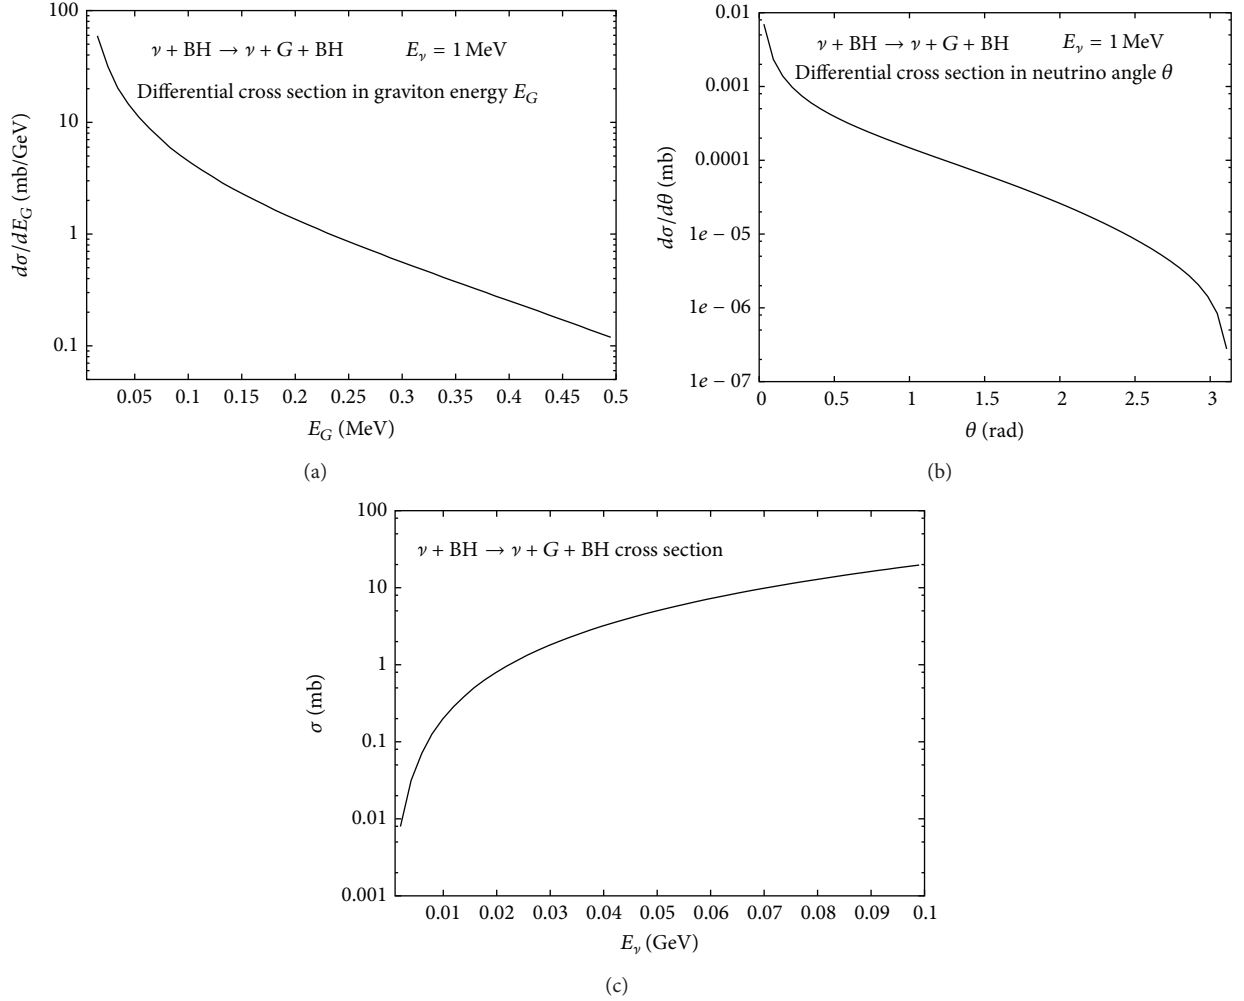 100
10
1
0.1
dσ/dE_G (mb/GeV)
ν + BH → ν + G + BH E_ν = 1 MeV
Differential cross section in graviton energy E_G
0.05 0.1 0.15 0.2 0.25 0.3 0.35 0.4 0.45 0.5
E_G (MeV)
(a)
0.01
0.001
0.0001
1e − 05
1e − 06
1e − 07
dσ/dθ (mb)
ν + BH → ν + G + BH E_ν = 1 MeV
Differential cross section in neutrino angle θ
0 0.5 1 1.5 2 2.5 3
θ (rad)
(b)
100
10
1
0.1
0.01
0.001
σ (mb)
ν + BH → ν + G + BH cross section
0.01 0.02 0.03 0.04 0.05 0.06 0.07 0.08 0.09 0.1
E_ν (GeV)
(c)